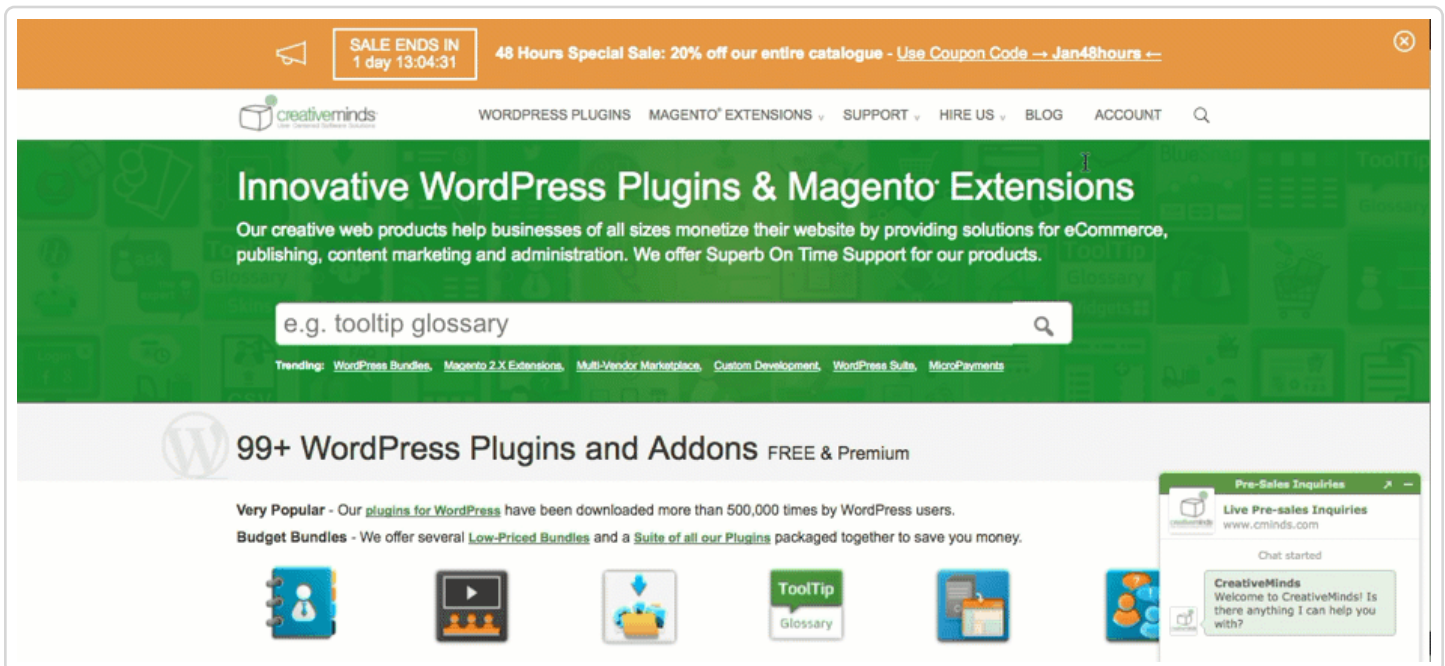 SALE ENDS IN
1 day 13:04:31
48 Hours Special Sale: 20% off our entire catalogue - Use Coupon Code → Jan48hours ←
creativeminds
User Centered Software Solutions
WORDPRESS PLUGINS MAGENTO® EXTENSIONS SUPPORT HIRE US BLOG ACCOUNT
Innovative WordPress Plugins & Magento® Extensions
Our creative web products help businesses of all sizes monetize their website by providing solutions for eCommerce,
publishing, content marketing and administration. We offer Superb On Time Support for our products.
e.g. tooltip glossary
Trending: WordPress Bundles, Magento 2.X Extensions, Multi-Vendor Marketplace, Custom Development, WordPress Suite, MicroPayments
99+ WordPress Plugins and Addons FREE & Premium
Very Popular - Our plugins for WordPress have been downloaded more than 500,000 times by WordPress users.
Budget Bundles - We offer several Low-Priced Bundles and a Suite of all our Plugins packaged together to save you money.
ToolTip
Glossary
Pre-Sales Inquiries
creativeminds
Live Pre-sales Inquiries
www.cminds.com
Chat started
CreativeMinds
Welcome to CreativeMinds! Is
there anything I can help you
with?